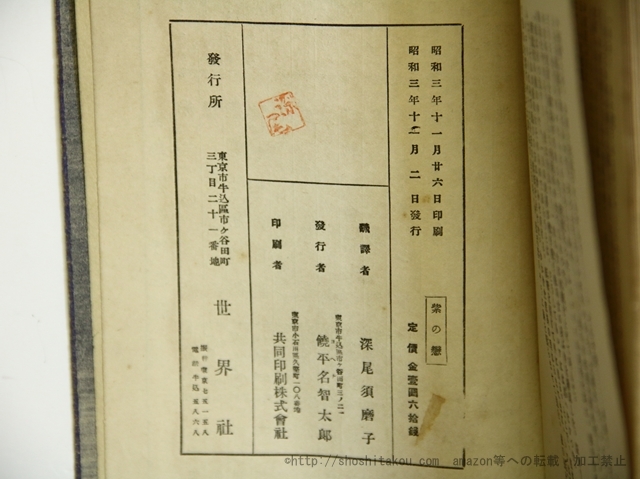 昭和三年十一月廿六日印刷
昭和三年十二月二日發行
紫の戀
定價金壹圓六拾錢
飜譯者
深尾須磨子
發行者
饒平名智太郎
印刷者
共同印刷株式會社
發行所
東京市牛込區市ケ谷田町
三丁目二十一番地
世界社
©http://shoshitakou.com amazon等への転載・加工禁止